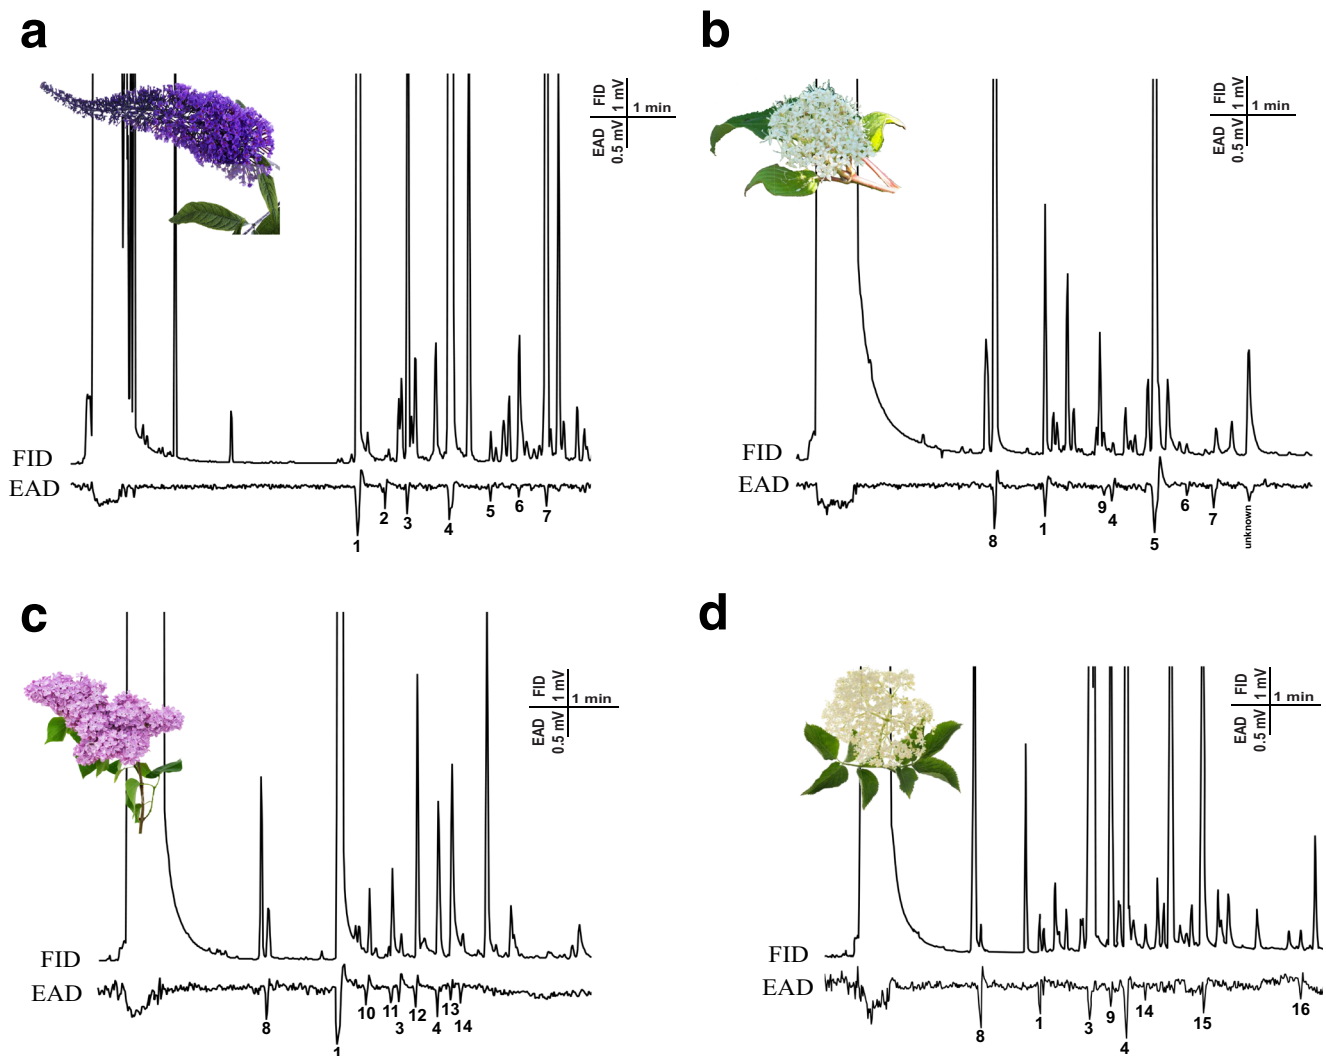 a
FID
1 mV
1 min
EAD
0.5 mV
FID
EAD
1
2
3
4
5
6
7
b
FID
1 mV
1 min
EAD
0.5 mV
FID
EAD
8
1
9
4
5
6
7
unknown
c
FID
1 mV
1 min
EAD
0.5 mV
FID
EAD
8
1
10
11
3
12
4
13
14
d
FID
1 mV
1 min
EAD
0.5 mV
FID
EAD
8
1
3
9
4
14
15
16